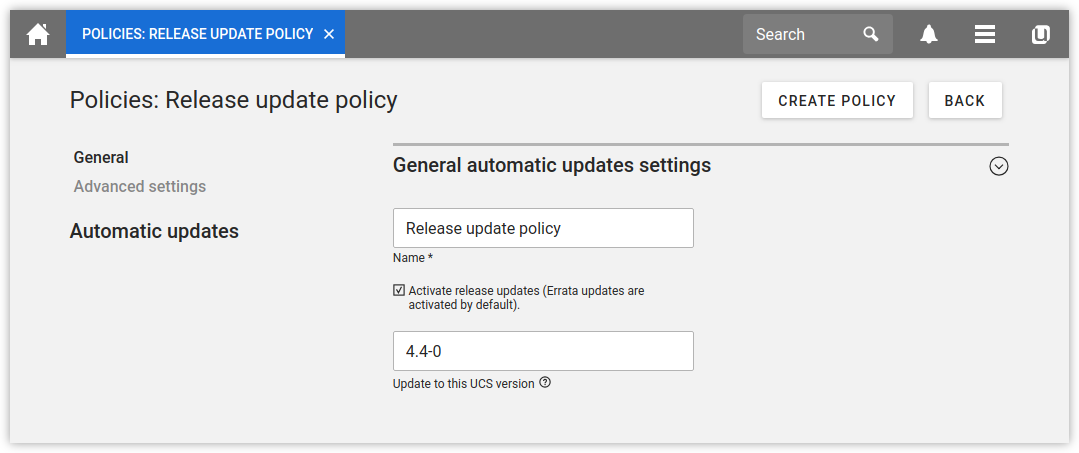 POLICIES: RELEASE UPDATE POLICY ×
Search
Policies: Release update policy
CREATE POLICY
BACK
General
Advanced settings
Automatic updates
General automatic updates settings
Release update policy
Name *
Activate release updates (Errata updates are
activated by default).
4.4-0
Update to this UCS version